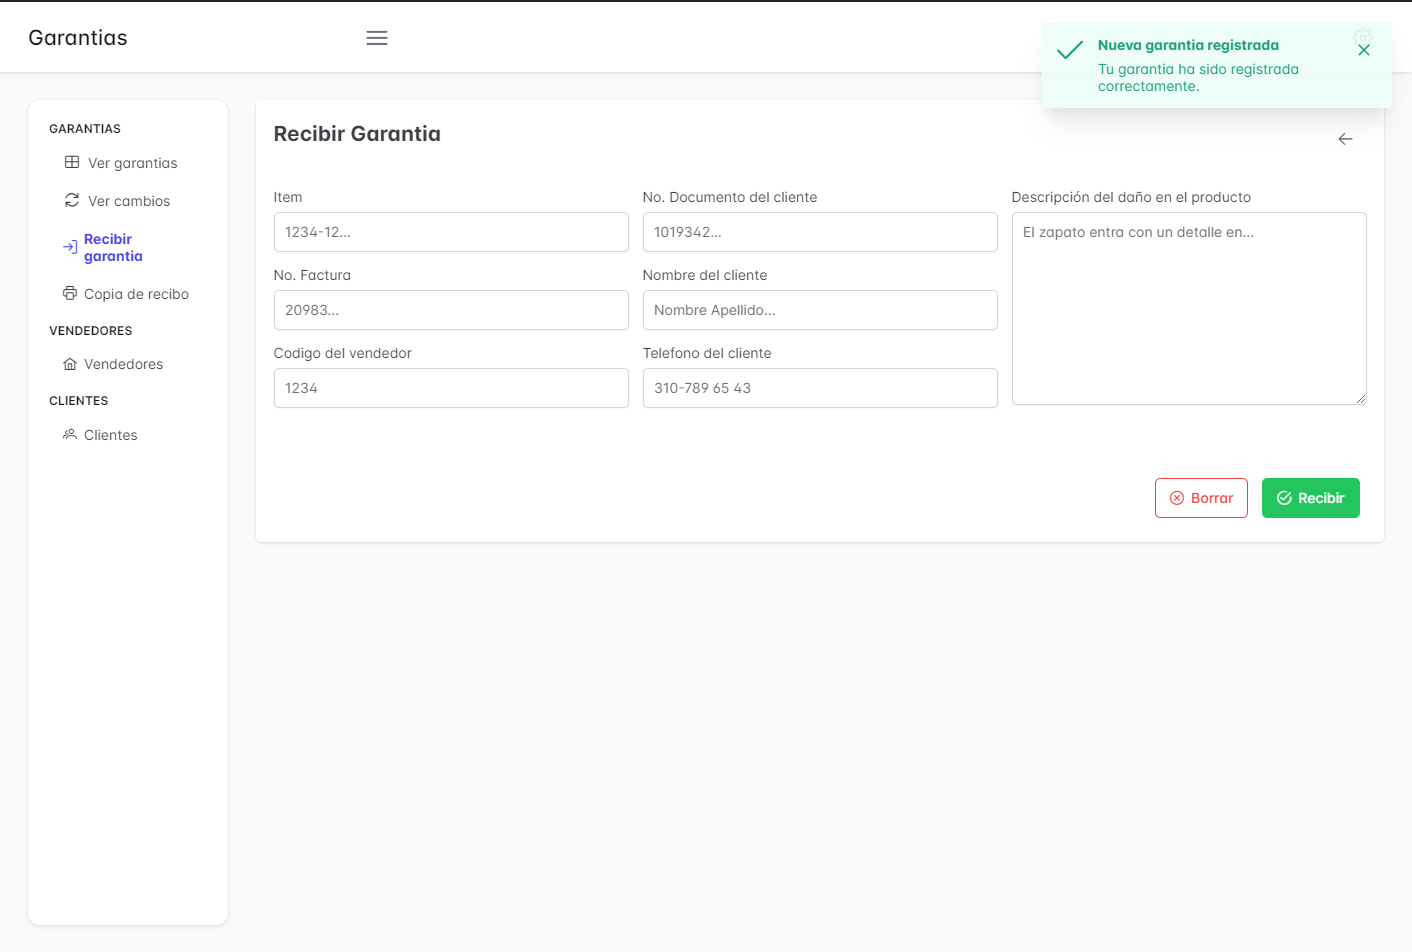 Garantias
Nueva garantia registrada
Tu garantia ha sido registrada
correctamente.
GARANTIAS
Ver garantias
Ver cambios
Recibir
garantia
Copia de recibo
VENDEDORES
Vendedores
CLIENTES
Clientes
Recibir Garantia
Item
1234-12...
No. Factura
20983...
Codigo del vendedor
1234
No. Documento del cliente
1019342...
Nombre del cliente
Nombre Apellido...
Telefono del cliente
310-789 65 43
Descripción del daño en el producto
El zapato entra con un detalle en...
Borrar
Recibir